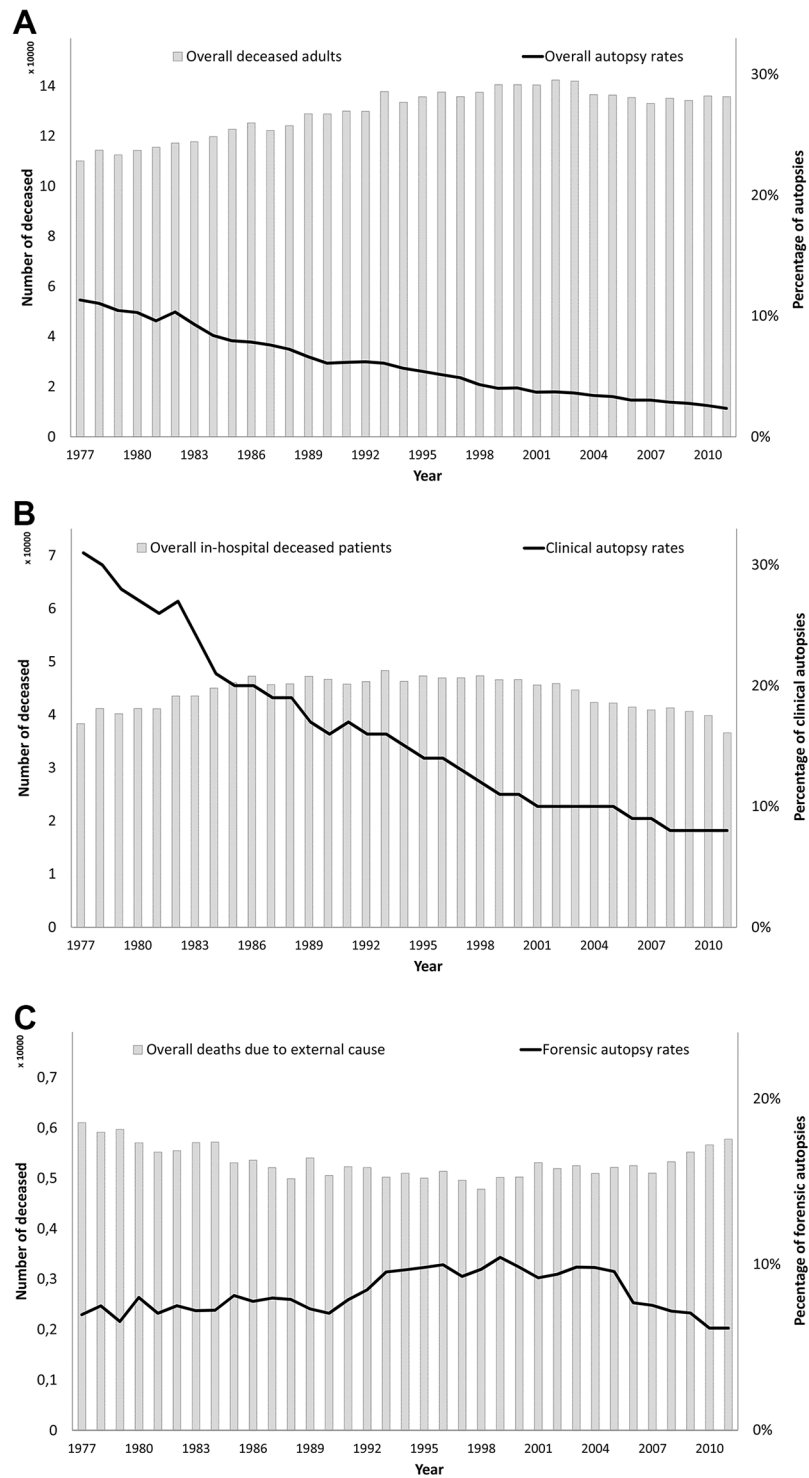 A
x 10000
Overall deceased adults
Overall autopsy rates
Number of deceased
14
12
10
8
6
4
2
0
30%
20%
10%
0%
Percentage of autopsies
1977 1980 1983 1986 1989 1992 1995 1998 2001 2004 2007 2010
Year
B
x 10000
Overall in-hospital deceased patients
Clinical autopsy rates
Number of deceased
7
6
5
4
3
2
1
0
30%
20%
10%
0%
Percentage of clinical autopsies
1977 1980 1983 1986 1989 1992 1995 1998 2001 2004 2007 2010
Year
C
x 10000
Overall deaths due to external cause
Forensic autopsy rates
Number of deceased
0,7
0,6
0,5
0,4
0,3
0,2
0,1
0
20%
10%
0%
Pecentage of forensic autopsies
1977 1980 1983 1986 1989 1992 1995 1998 2001 2004 2007 2010
Year